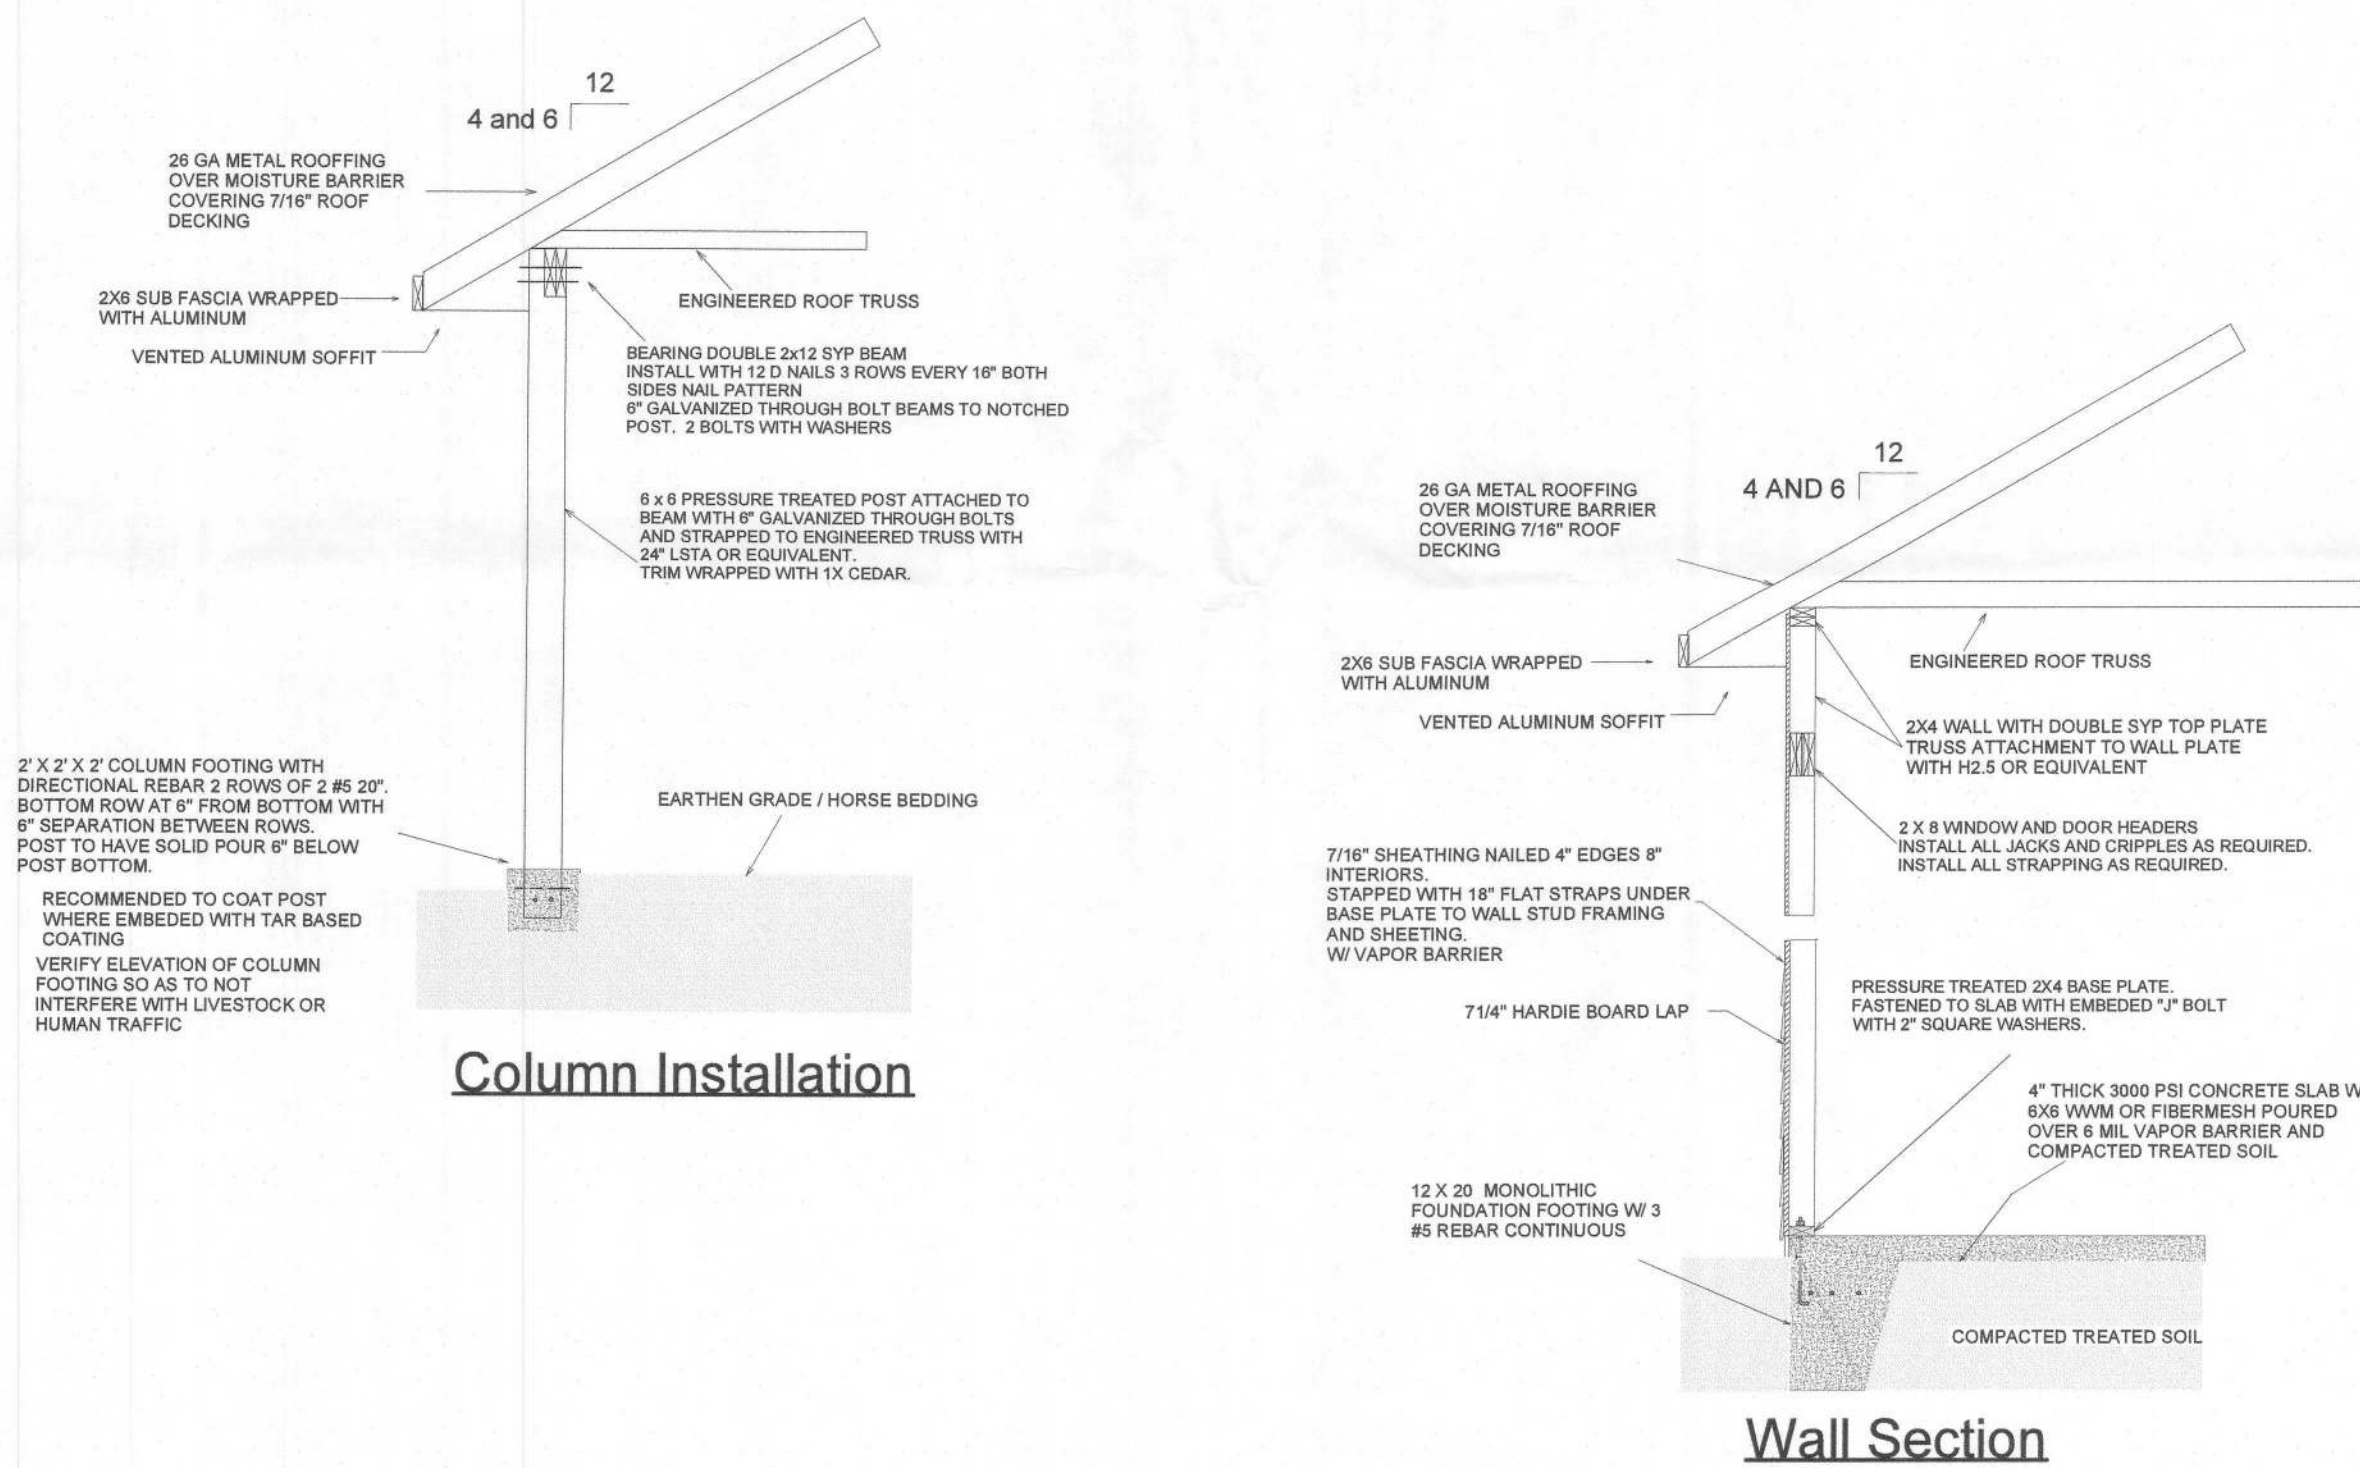 12
4 and 6
26 GA METAL ROOFFING
OVER MOISTURE BARRIER
COVERING 7/16" ROOF
DECKING
2X6 SUB FASCIA WRAPPED
WITH ALUMINUM
VENTED ALUMINUM SOFFIT
ENGINEERED ROOF TRUSS
BEARING DOUBLE 2x12 SYP BEAM
INSTALL WITH 12 D NAILS 3 ROWS EVERY 16" BOTH
SIDES NAIL PATTERN
6" GALVANIZED THROUGH BOLT BEAMS TO NOTCHED
POST. 2 BOLTS WITH WASHERS
6 x 6 PRESSURE TREATED POST ATTACHED TO
BEAM WITH 6" GALVANIZED THROUGH BOLTS
AND STRAPPED TO ENGINEERED TRUSS WITH
24" LSTA OR EQUIVALENT.
TRIM WRAPPED WITH 1X CEDAR.
2' X 2' X 2' COLUMN FOOTING WITH
DIRECTIONAL REBAR 2 ROWS OF 2 #5 20".
BOTTOM ROW AT 6" FROM BOTTOM WITH
6" SEPARATION BETWEEN ROWS.
POST TO HAVE SOLID POUR 6" BELOW
POST BOTTOM.
RECOMMENDED TO COAT POST
WHERE EMBEDED WITH TAR BASED
COATING
VERIFY ELEVATION OF COLUMN
FOOTING SO AS TO NOT
INTERFERE WITH LIVESTOCK OR
HUMAN TRAFFIC
EARTHEN GRADE / HORSE BEDDING
Column Installation
12
4 AND 6
26 GA METAL ROOFFING
OVER MOISTURE BARRIER
COVERING 7/16" ROOF
DECKING
2X6 SUB FASCIA WRAPPED
WITH ALUMINUM
VENTED ALUMINUM SOFFIT
ENGINEERED ROOF TRUSS
2X4 WALL WITH DOUBLE SYP TOP PLATE
TRUSS ATTACHMENT TO WALL PLATE
WITH H2.5 OR EQUIVALENT
2 X 8 WINDOW AND DOOR HEADERS
INSTALL ALL JACKS AND CRIPPLES AS REQUIRED.
INSTALL ALL STRAPPING AS REQUIRED.
7/16" SHEATHING NAILED 4" EDGES 8"
INTERIORS.
STAPPED WITH 18" FLAT STRAPS UNDER
BASE PLATE TO WALL STUD FRAMING
AND SHEETING.
W/ VAPOR BARRIER
71/4" HARDIE BOARD LAP
PRESSURE TREATED 2X4 BASE PLATE.
FASTENED TO SLAB WITH EMBEDED "J" BOLT
WITH 2" SQUARE WASHERS.
4" THICK 3000 PSI CONCRETE SLAB W
6X6 WWM OR FIBERMESH POURED
OVER 6 MIL VAPOR BARRIER AND
COMPACTED TREATED SOIL
12 X 20 MONOLITHIC
FOUNDATION FOOTING W/ 3
#5 REBAR CONTINUOUS
COMPACTED TREATED SOIL
Wall Section